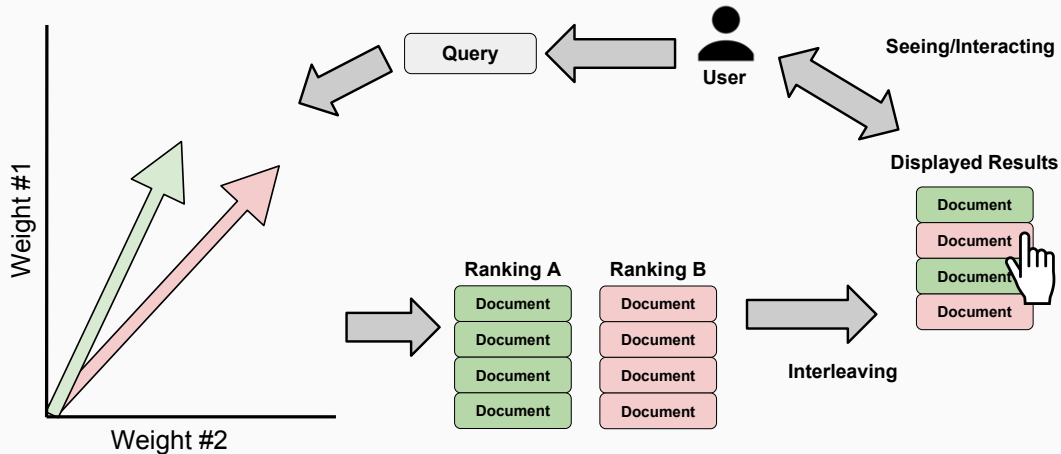 Query
User
Seeing/Interacting
Displayed Results
Document
Document
Document
Document
Weight #1
Weight #2
Ranking A
Document
Document
Document
Document
Ranking B
Document
Document
Document
Document
Interleaving